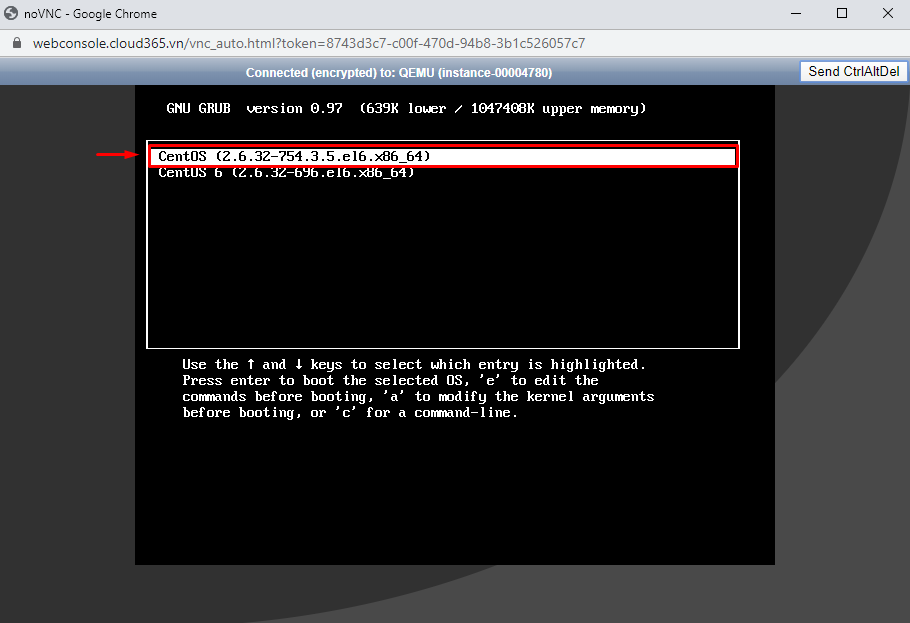 noVNC - Google Chrome
webconsole.cloud365.vn/vnc_auto.html?token=8743d3c7-c00f-470d-94b8-3b1c526057c7
Connected (encrypted) to: QEMU (instance-00004780)
Send CtrlAltDel
GNU GRUB version 0.97 (639K lower / 1047408K upper memory)
CentOS (2.6.32-754.3.5.el6.x86_64)
CentOS 6 (2.6.32-696.el6.x86_64)
Use the ↑ and ↓ keys to select which entry is highlighted.
Press enter to boot the selected OS, 'e' to edit the
commands before booting, 'a' to modify the kernel arguments
before booting, or 'c' for a command-line.